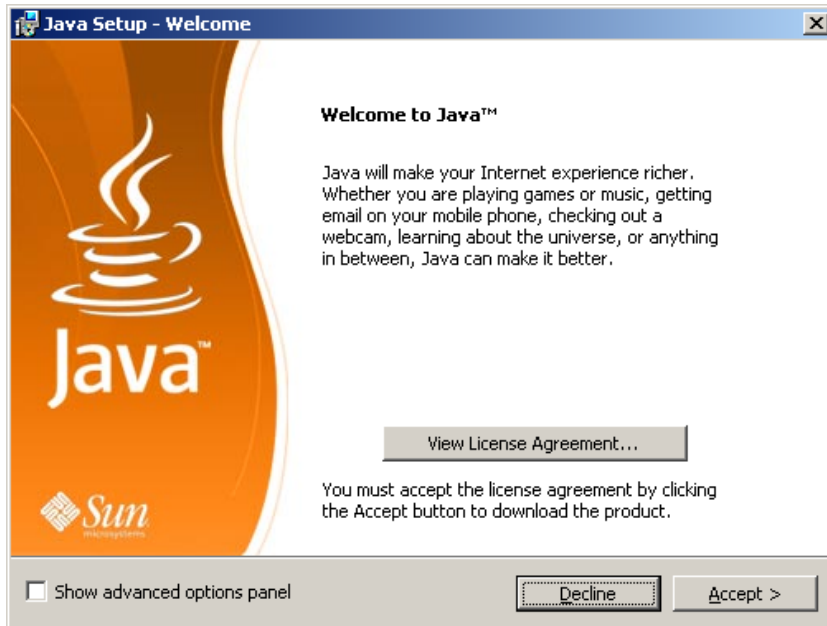 Java Setup - Welcome
Welcome to Java™
Java will make your Internet experience richer.
Whether you are playing games or music, getting
email on your mobile phone, checking out a
webcam, learning about the universe, or anything
in between, Java can make it better.
Java™
View License Agreement...
You must accept the license agreement by clicking
the Accept button to download the product.
Sun
microsystems
Show advanced options panel
Decline
Accept >